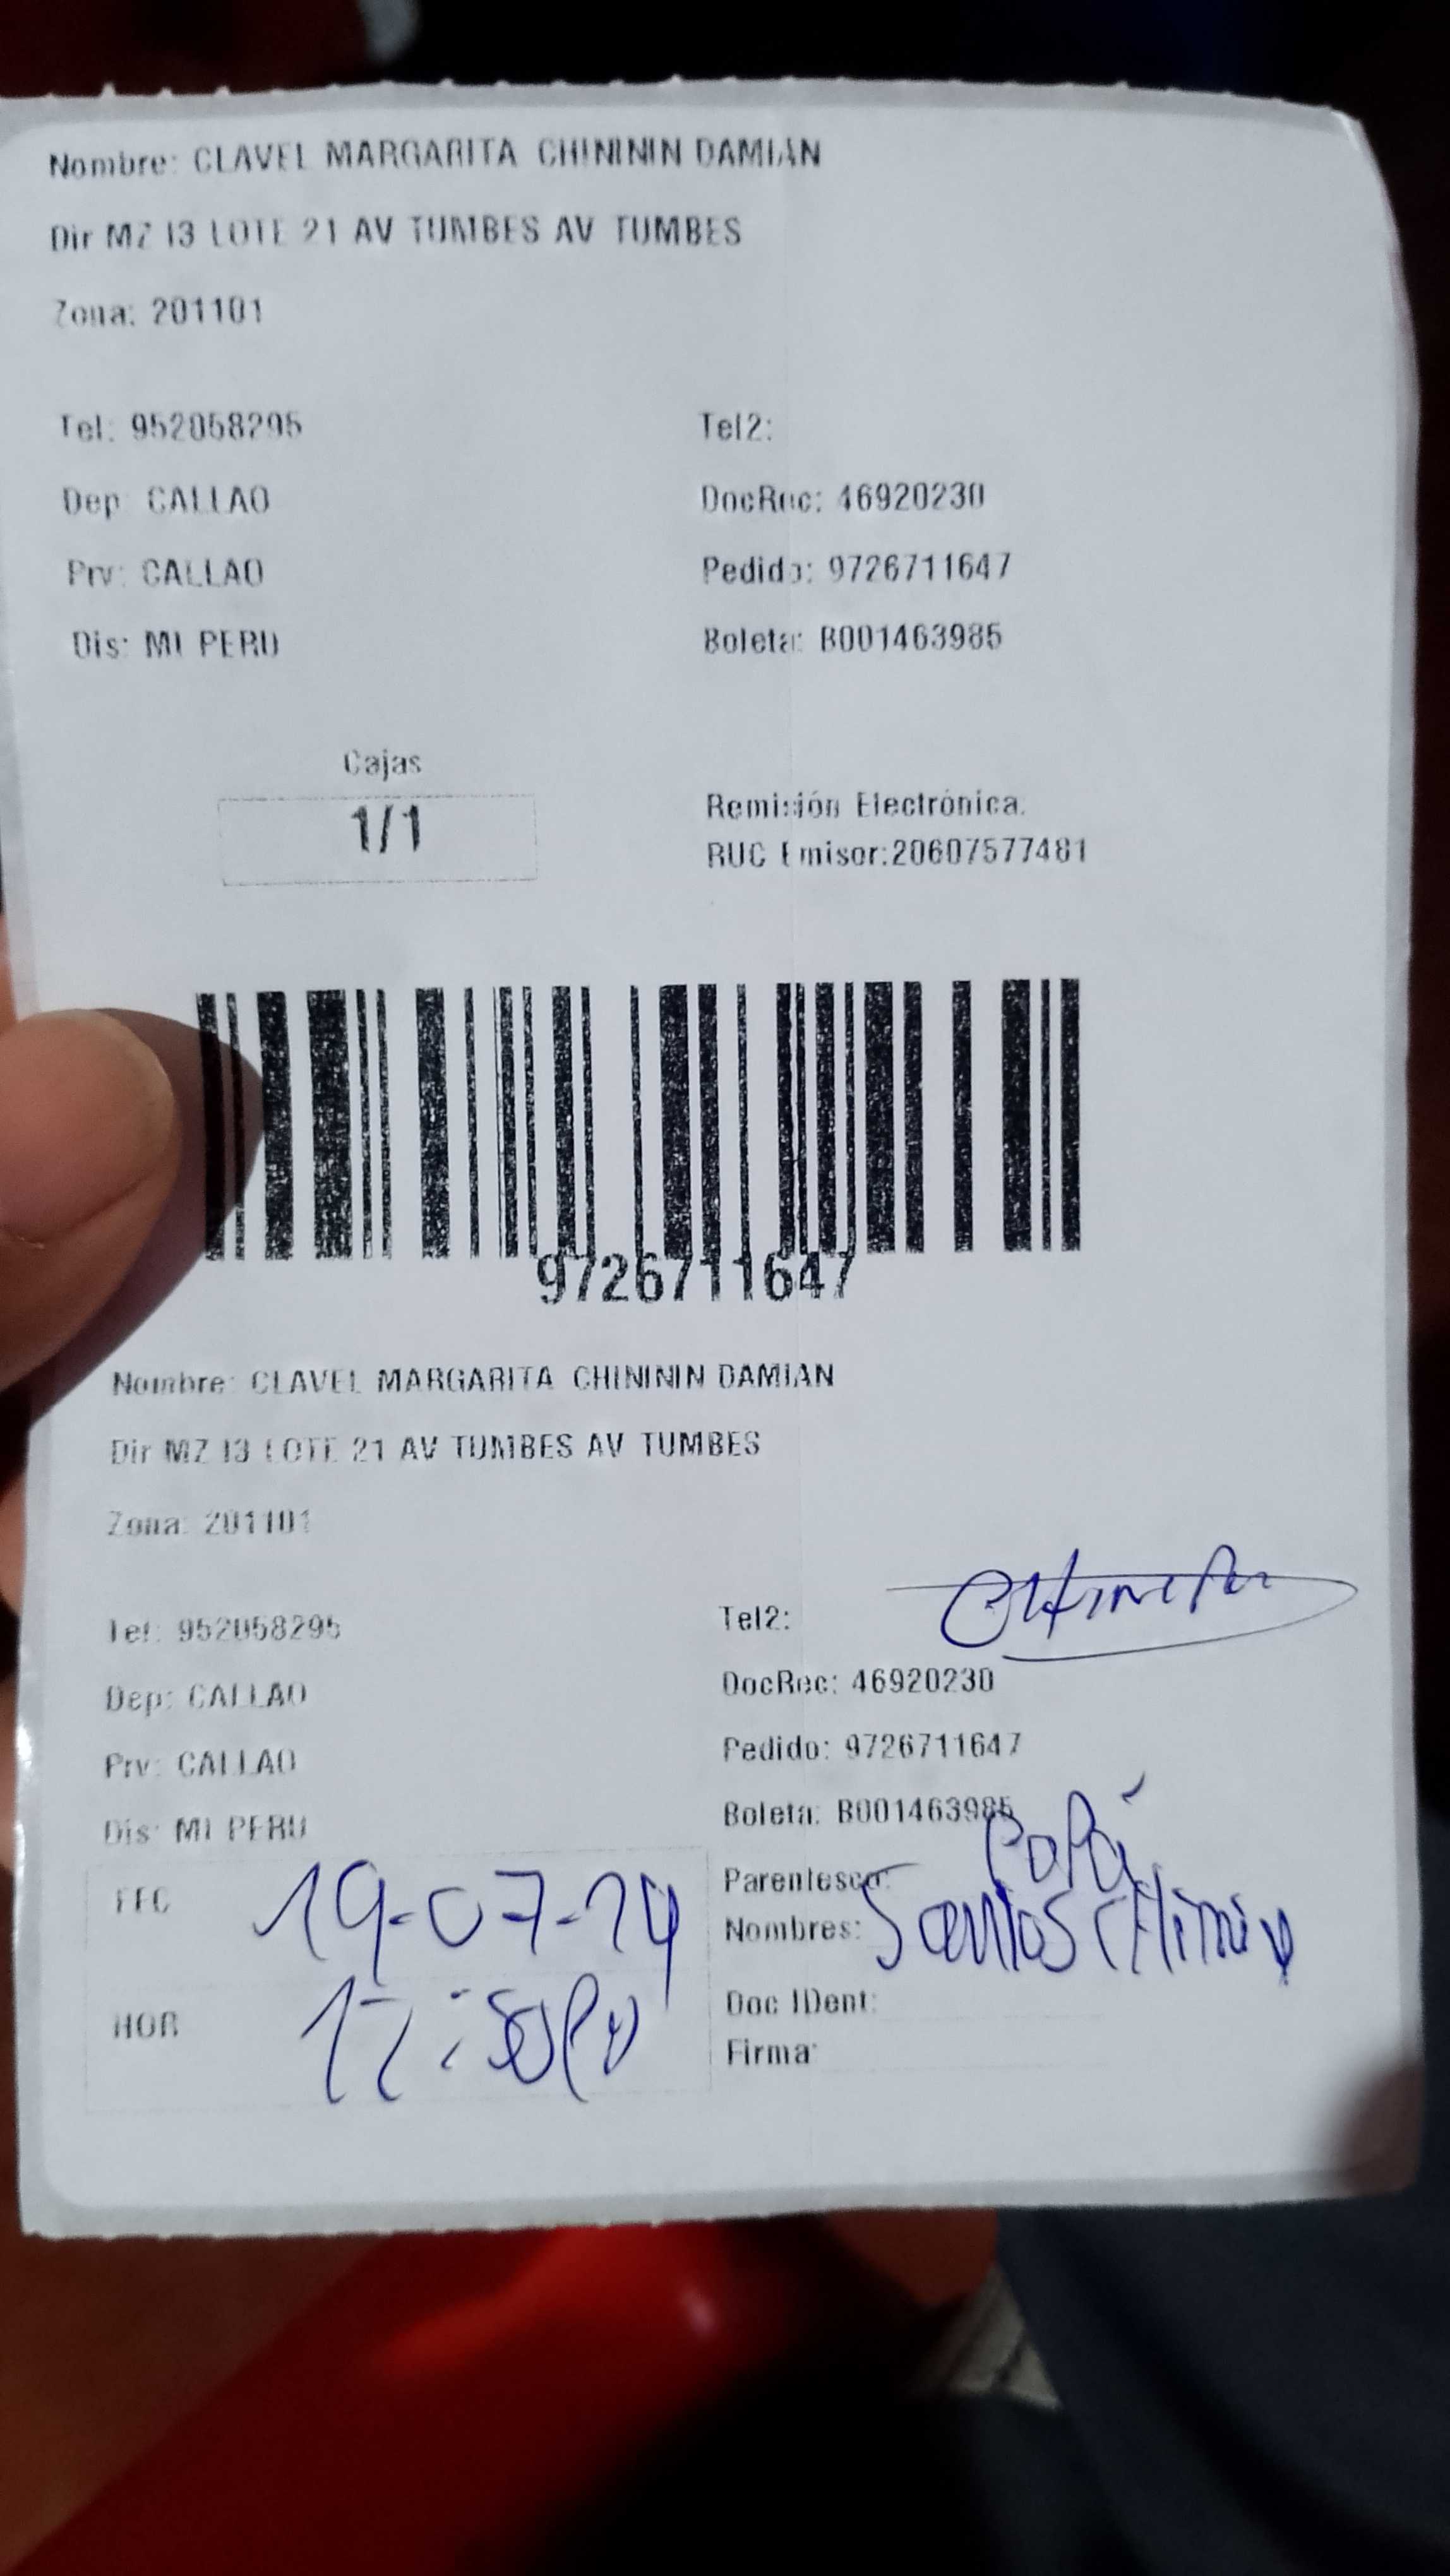 Nombre: CLAVEL MARGARITA CHINININ DAMIAN
Dir MZ I3 LOTE 21 AV TUMBES AV TUMBES
Zona: 201101
Tel: 952058295
Tel2:
Dep: CALLAO
DocRec: 46920230
Prv: CALLAO
Pedido: 9726711647
Dis: MI PERU
Boleta: B001463985
Cajas
1/1
Remisión Electrónica.
RUC Emisor:20607577481
9726711647
Nombre: CLAVEL MARGARITA CHINININ DAMIAN
Dir MZ I3 LOTE 21 AV TUMBES AV TUMBES
Zona: 201101
Tel: 952058295
Tel2:
Dep: CALLAO
DocRec: 46920230
Prv: CALLAO
Pedido: 9726711647
Dis: MI PERU
Boleta: B001463985
FEC 19-07-24
Parentesco: Papá
Nombres: Santos
HOR
Doc IDent:
Firma: